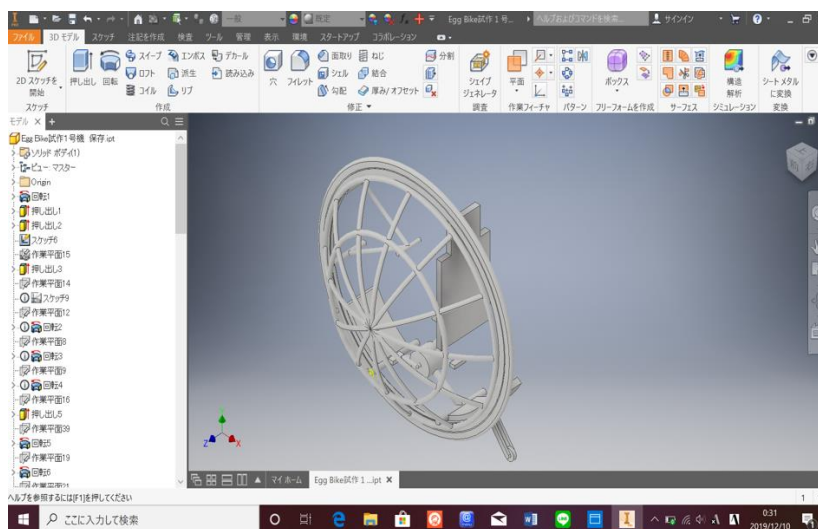 一般
既定
Egg Bike試作1 号...
ヘルプおよびコマンドを検索...
サインイン
ファイル 3D モデル スケッチ 注記を作成 検査 ツール 管理 表示 環境 スタートアップ コラボレーション
2D スケッチを開始
押し出し 回転
スイープ エンボス デカール
ロフト 派生 読み込み
コイル リブ
穴 フィレット
面取り ねじ 分割
シェル 結合
勾配 厚み/オフセット
シェイプ ジェネレータ
平面
ボックス
構造解析
シートメタルに変換
スケッチ 作成 修正 調査 作業フィーチャ パターン フリーフォームを作成 サーフェス シミュレーション 変換
モデル
Egg Bike試作1号機 保存.ipt
ソリッド ボディ(1)
ビュー: マスター
Origin
回転1
押し出し1
押し出し2
スケッチ6
作業平面15
押し出し3
作業平面14
スケッチ9
作業平面12
回転2
作業平面8
回転3
作業平面9
回転4
作業平面16
押し出し5
作業平面39
回転5
作業平面19
回転6
作業平面21
Z
X
マイ ホーム
Egg Bike試作 1 ...ipt
ヘルプを参照するには[F1]を押してください
1
ここに入力して検索
0:31
2019/12/10